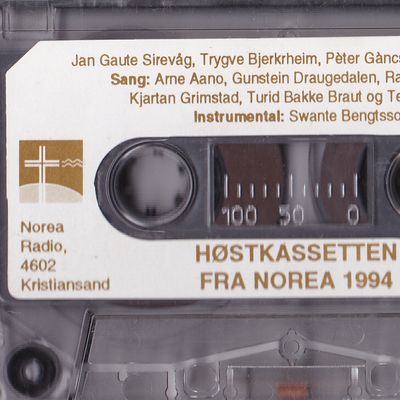 Jan Gaute Sirevåg, Trygve Bjerkrheim, Pèter Gàncs
Sang: Arne Aano, Gunstein Draugedalen, Ra
Kjartan Grimstad, Turid Bakke Braut og Te
Instrumental: Swante Bengtsso
Norea
Radio,
4602
Kristiansand
100 50 0
HØSTKASSETTEN
FRA NOREA 1994